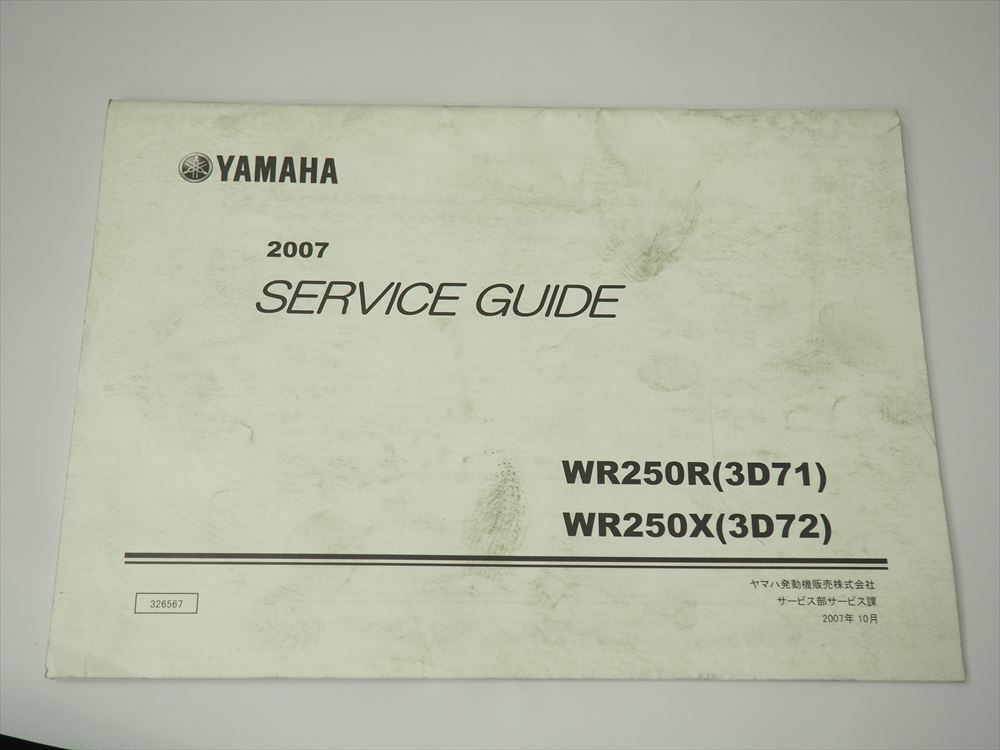 YAMAHA
2007
SERVICE GUIDE
WR250R(3D71)
WR250X(3D72)
326567
ヤマハ発動機販売株式会社
サービス部サービス課
2007年 10月